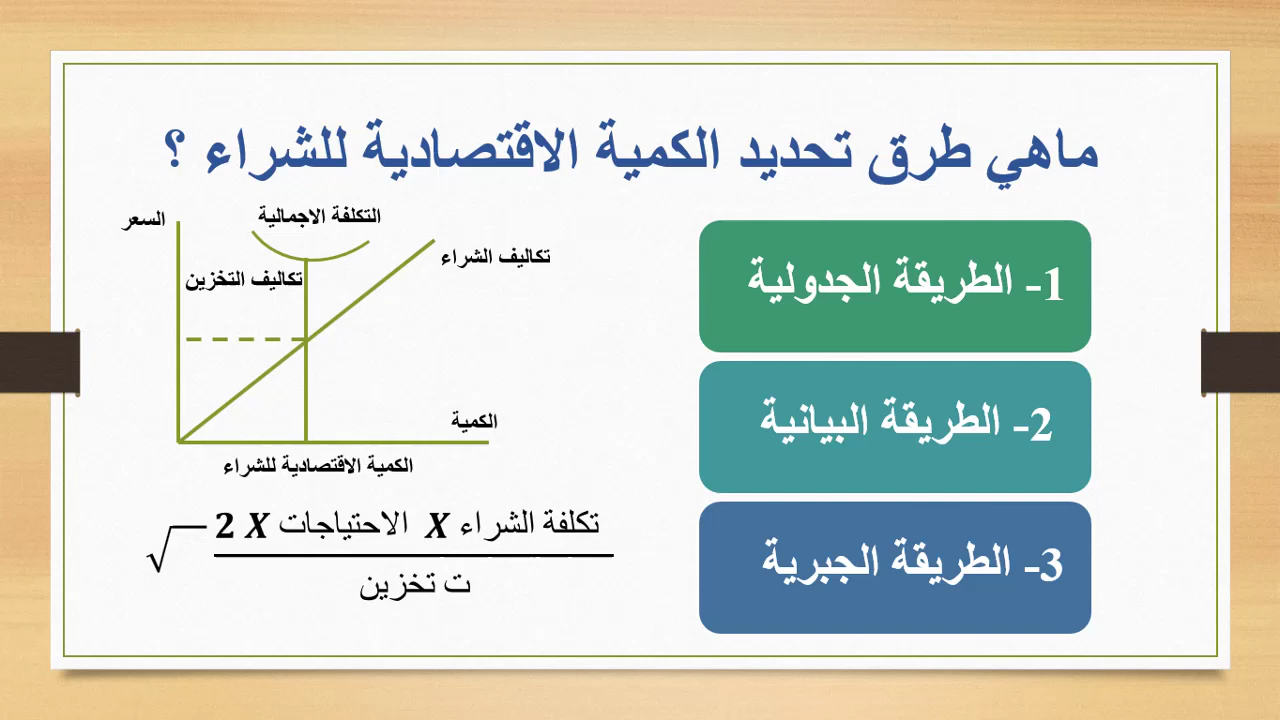 ماهي طرق تحديد الكمية الاقتصادية للشراء ؟
1- الطريقة الجدولية
2- الطريقة البيانية
3- الطريقة الجبرية
السعر
التكلفة الاجمالية
تكاليف الشراء
تكاليف التخزين
الكمية
الكمية الاقتصادية للشراء
√ 2 X الاحتياجات X تكلفة الشراء
ت تخزين